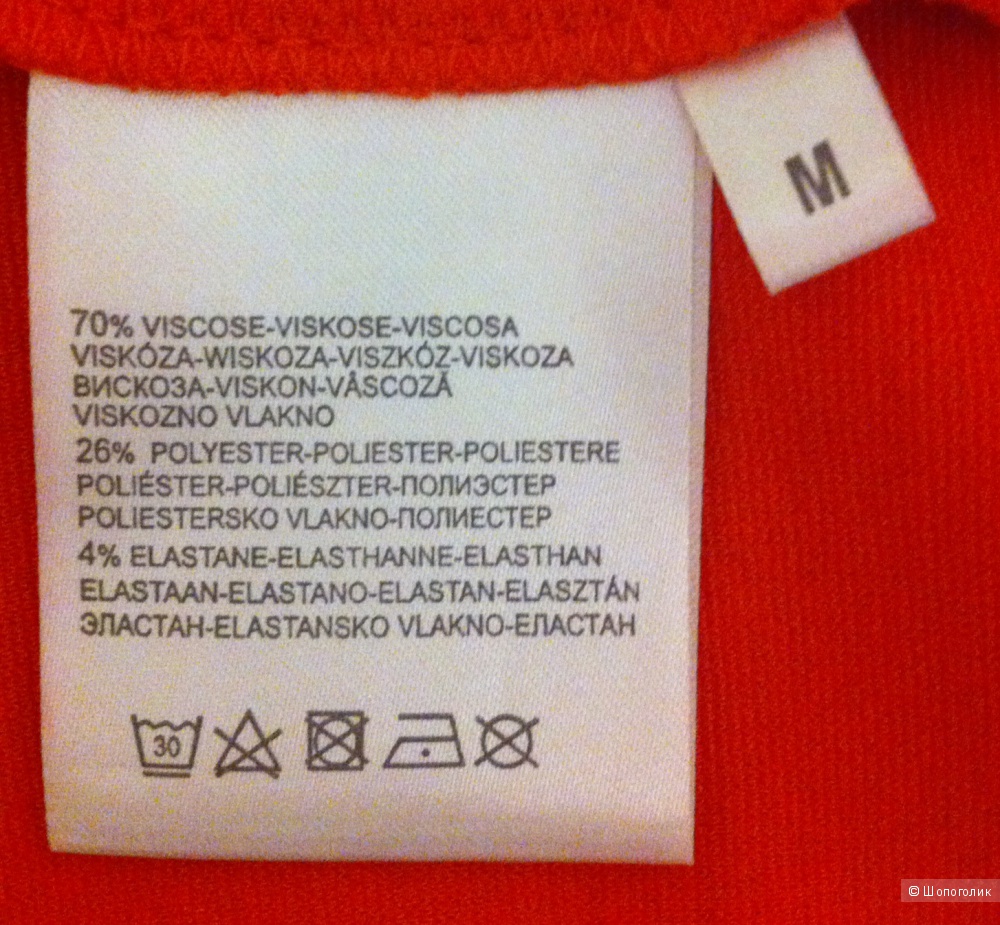 M
70% VISCOSE-VISKOSE-VISCOSA
VISKÓZA-WISKOZA-VISZKÓZ-VISKOZA
ВИСКОЗА-VISKON-VÂSCOZĂ
VISKOZNO VLAKNO
26% POLYESTER-POLIESTER-POLIESTERE
POLIÉSTER-POLIÉSZTER-ПОЛИЭСТЕР
POLIESTERSKO VLAKNO-ПОЛИЕСТЕР
4% ELASTANE-ELASTHANNE-ELASTHAN
ELASTAAN-ELASTANO-ELASTAN-ELASZTÁN
ЭЛАСТАН-ELASTANSKO VLAKNO-ЕЛАСТАН
30
© Шопоголик